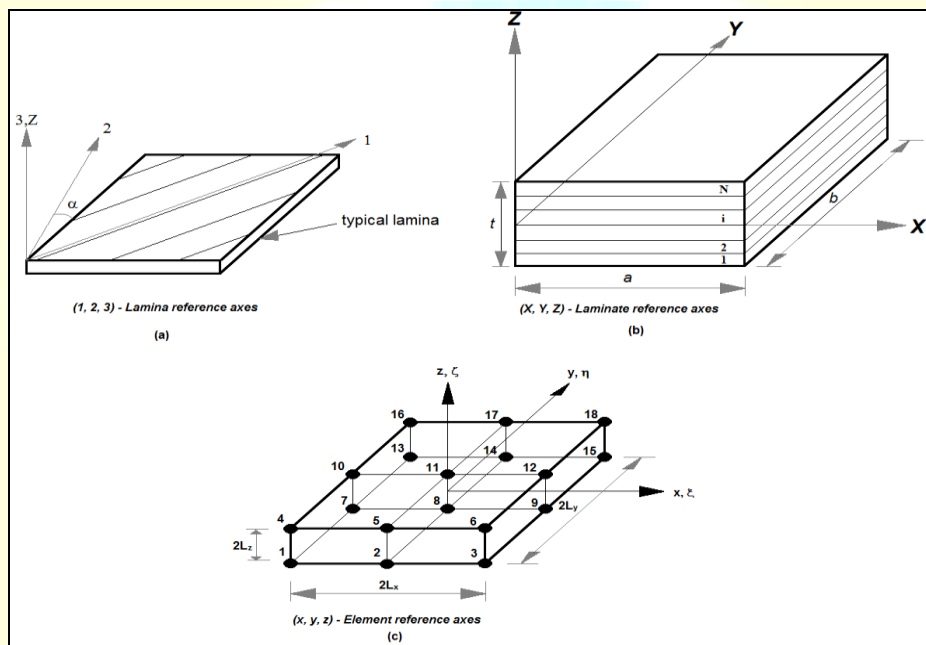 Z
Y
3,Z
2
1
α
typical lamina
(1, 2, 3) - Lamina reference axes
(a)
N
i
2
1
t
b
X
a
(X, Y, Z) - Laminate reference axes
(b)
z, ζ
y, η
16
17
18
13
14
15
10
11
12
x, ξ
7
8
9
2Ly
4
5
6
2Lz
1
2
3
2Lx
(x, y, z) - Element reference axes
(c)